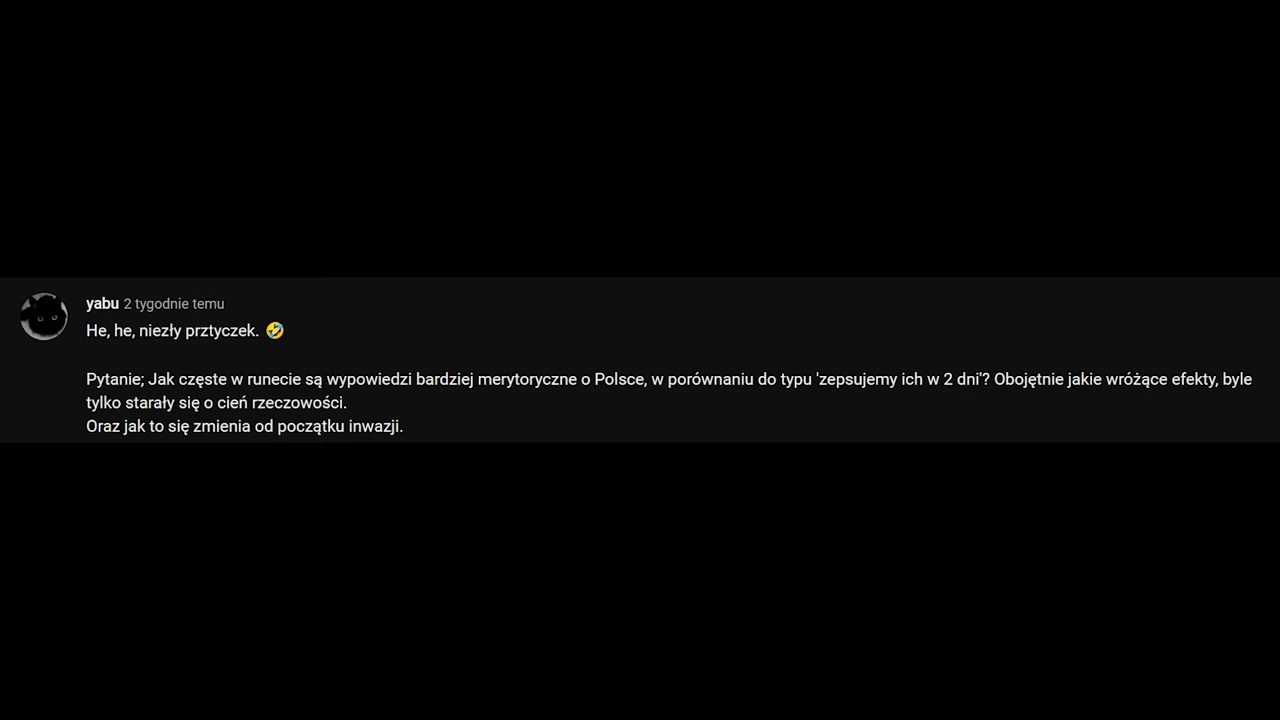 yabu 2 tygodnie temu
He, he, niezły prztyczek. 🤣
Pytanie; Jak częste w runecie są wypowiedzi bardziej merytoryczne o Polsce, w porównaniu do typu 'zepsujemy ich w 2 dni'? Obojętnie jakie wróżące efekty, byle
tylko starały się o cień rzeczowości.
Oraz jak to się zmienia od początku inwazji.